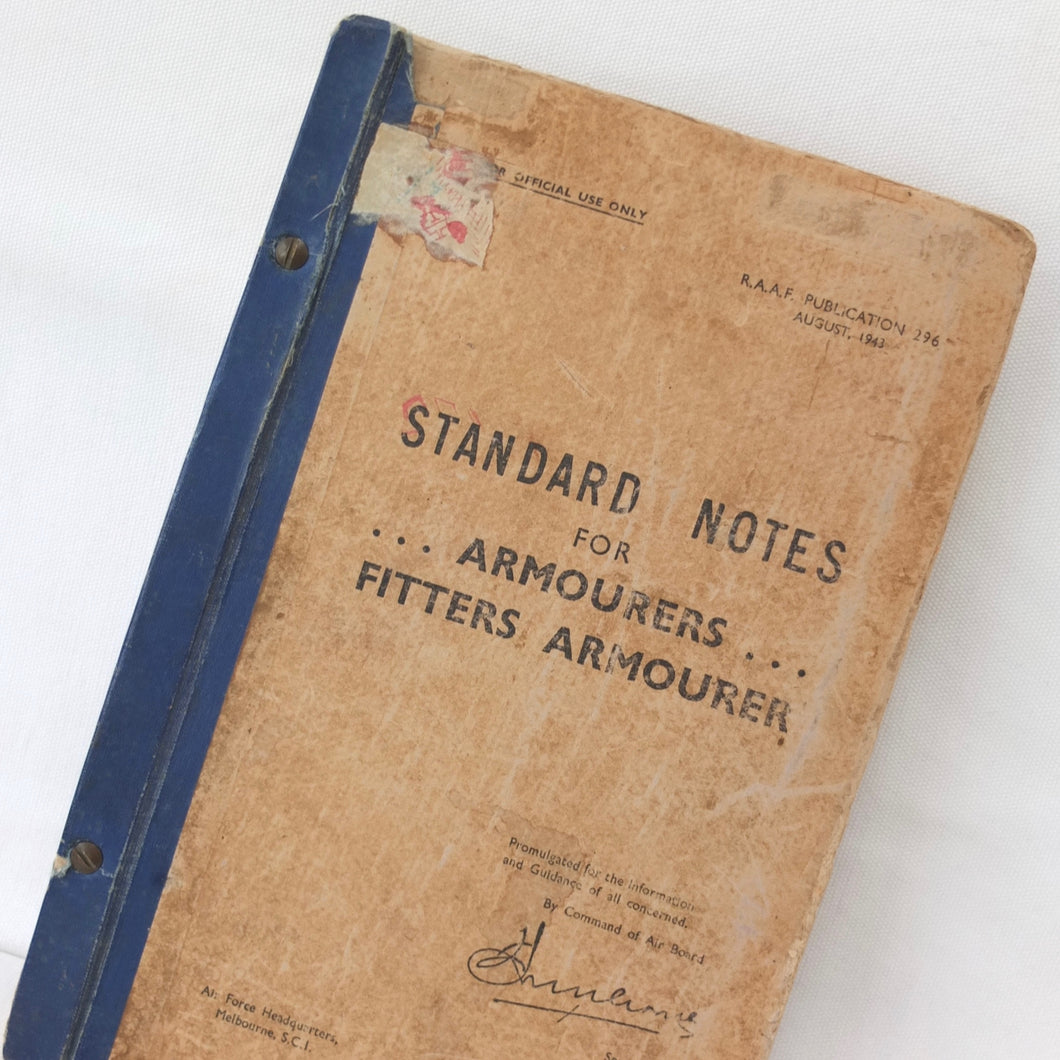 OFFICIAL USE ONLY
R.A.A.F. PUBLICATION 296
AUGUST, 1943
STANDARD NOTES
FOR
... ARMOURERS ...
FITTERS ARMOURER
Promulgated for the Information
and Guidance of all concerned.
By Command of Air Board
Air Force Headquarters,
Melbourne, S.C.1.